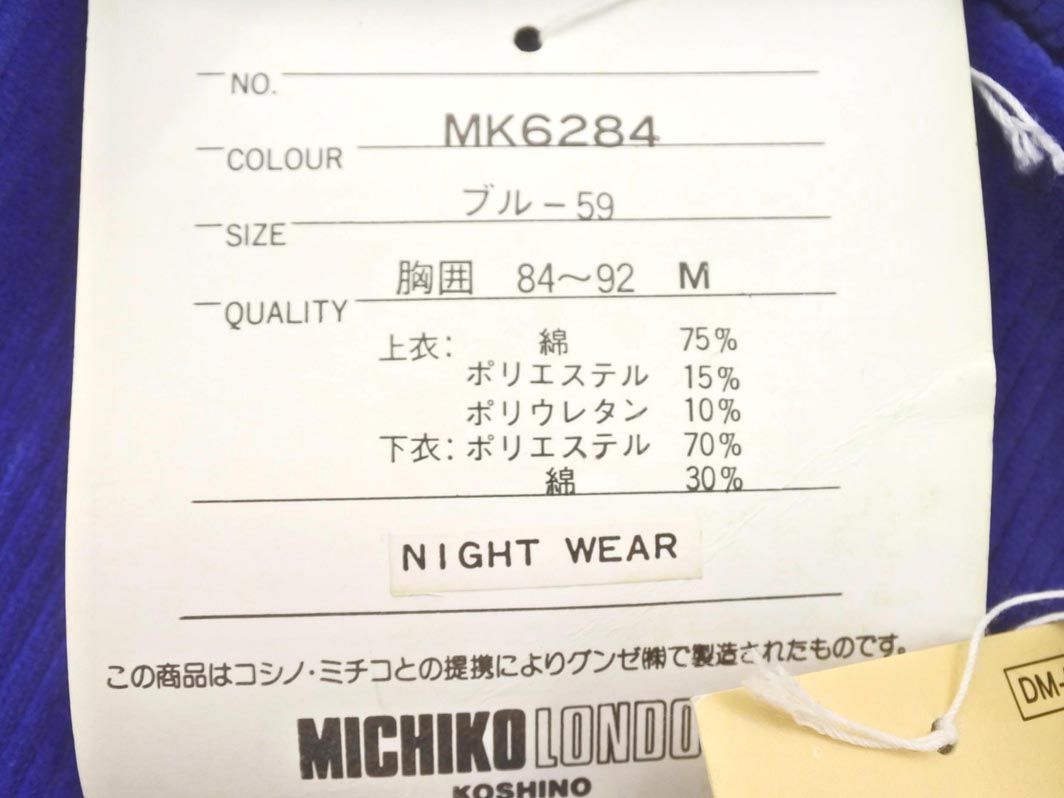 NO.
MK6284
COLOUR
ブルー59
SIZE
胸囲 84～92 M
QUALITY
上衣: 綿 75%
ポリエステル 15%
ポリウレタン 10%
下衣: ポリエステル 70%
綿 30%
NIGHT WEAR
この商品はコシノ・ミチコとの提携によりグンゼ㈱で製造されたものです。
MICHIKO LONDO
KOSHINO
DM-